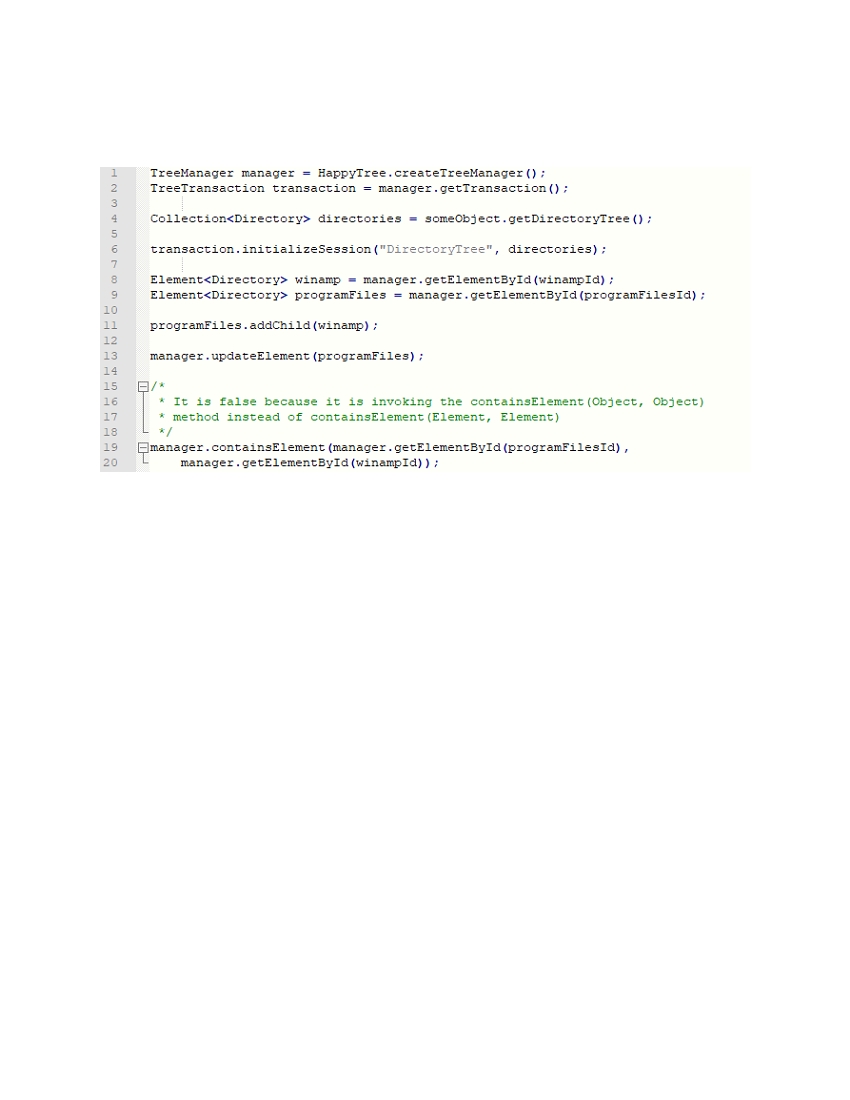 1 TreeManager manager = HappyTree.createTreeManager();
2 TreeTransaction transaction = manager.getTransaction();
3
4 Collection<Directory> directories = someObject.getDirectoryTree();
5
6 transaction.initializeSession("DirectoryTree", directories);
7
8 Element<Directory> winamp = manager.getElementById(winampId);
9 Element<Directory> programFiles = manager.getElementById(programFilesId);
10
11 programFiles.addChild(winamp);
12
13 manager.updateElement(programFiles);
14
15 /*
16 * It is false because it is invoking the containsElement(Object, Object)
17 * method instead of containsElement(Element, Element)
18 */
19 manager.containsElement(manager.getElementById(programFilesId),
20 manager.getElementById(winampId));